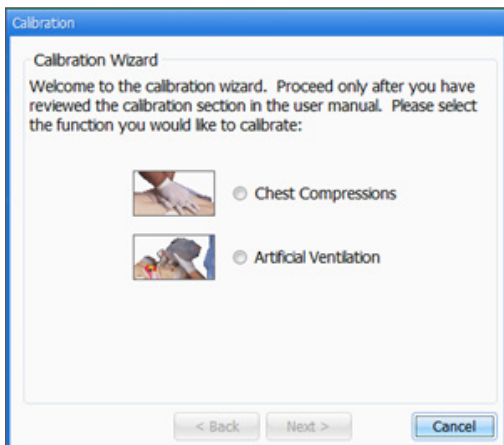 Calibration
Calibration Wizard
Welcome to the calibration wizard.  Proceed only after you have
reviewed the calibration section in the user manual.  Please select
the function you would like to calibrate:
Chest Compressions
Artificial Ventilation
< Back
Next >
Cancel